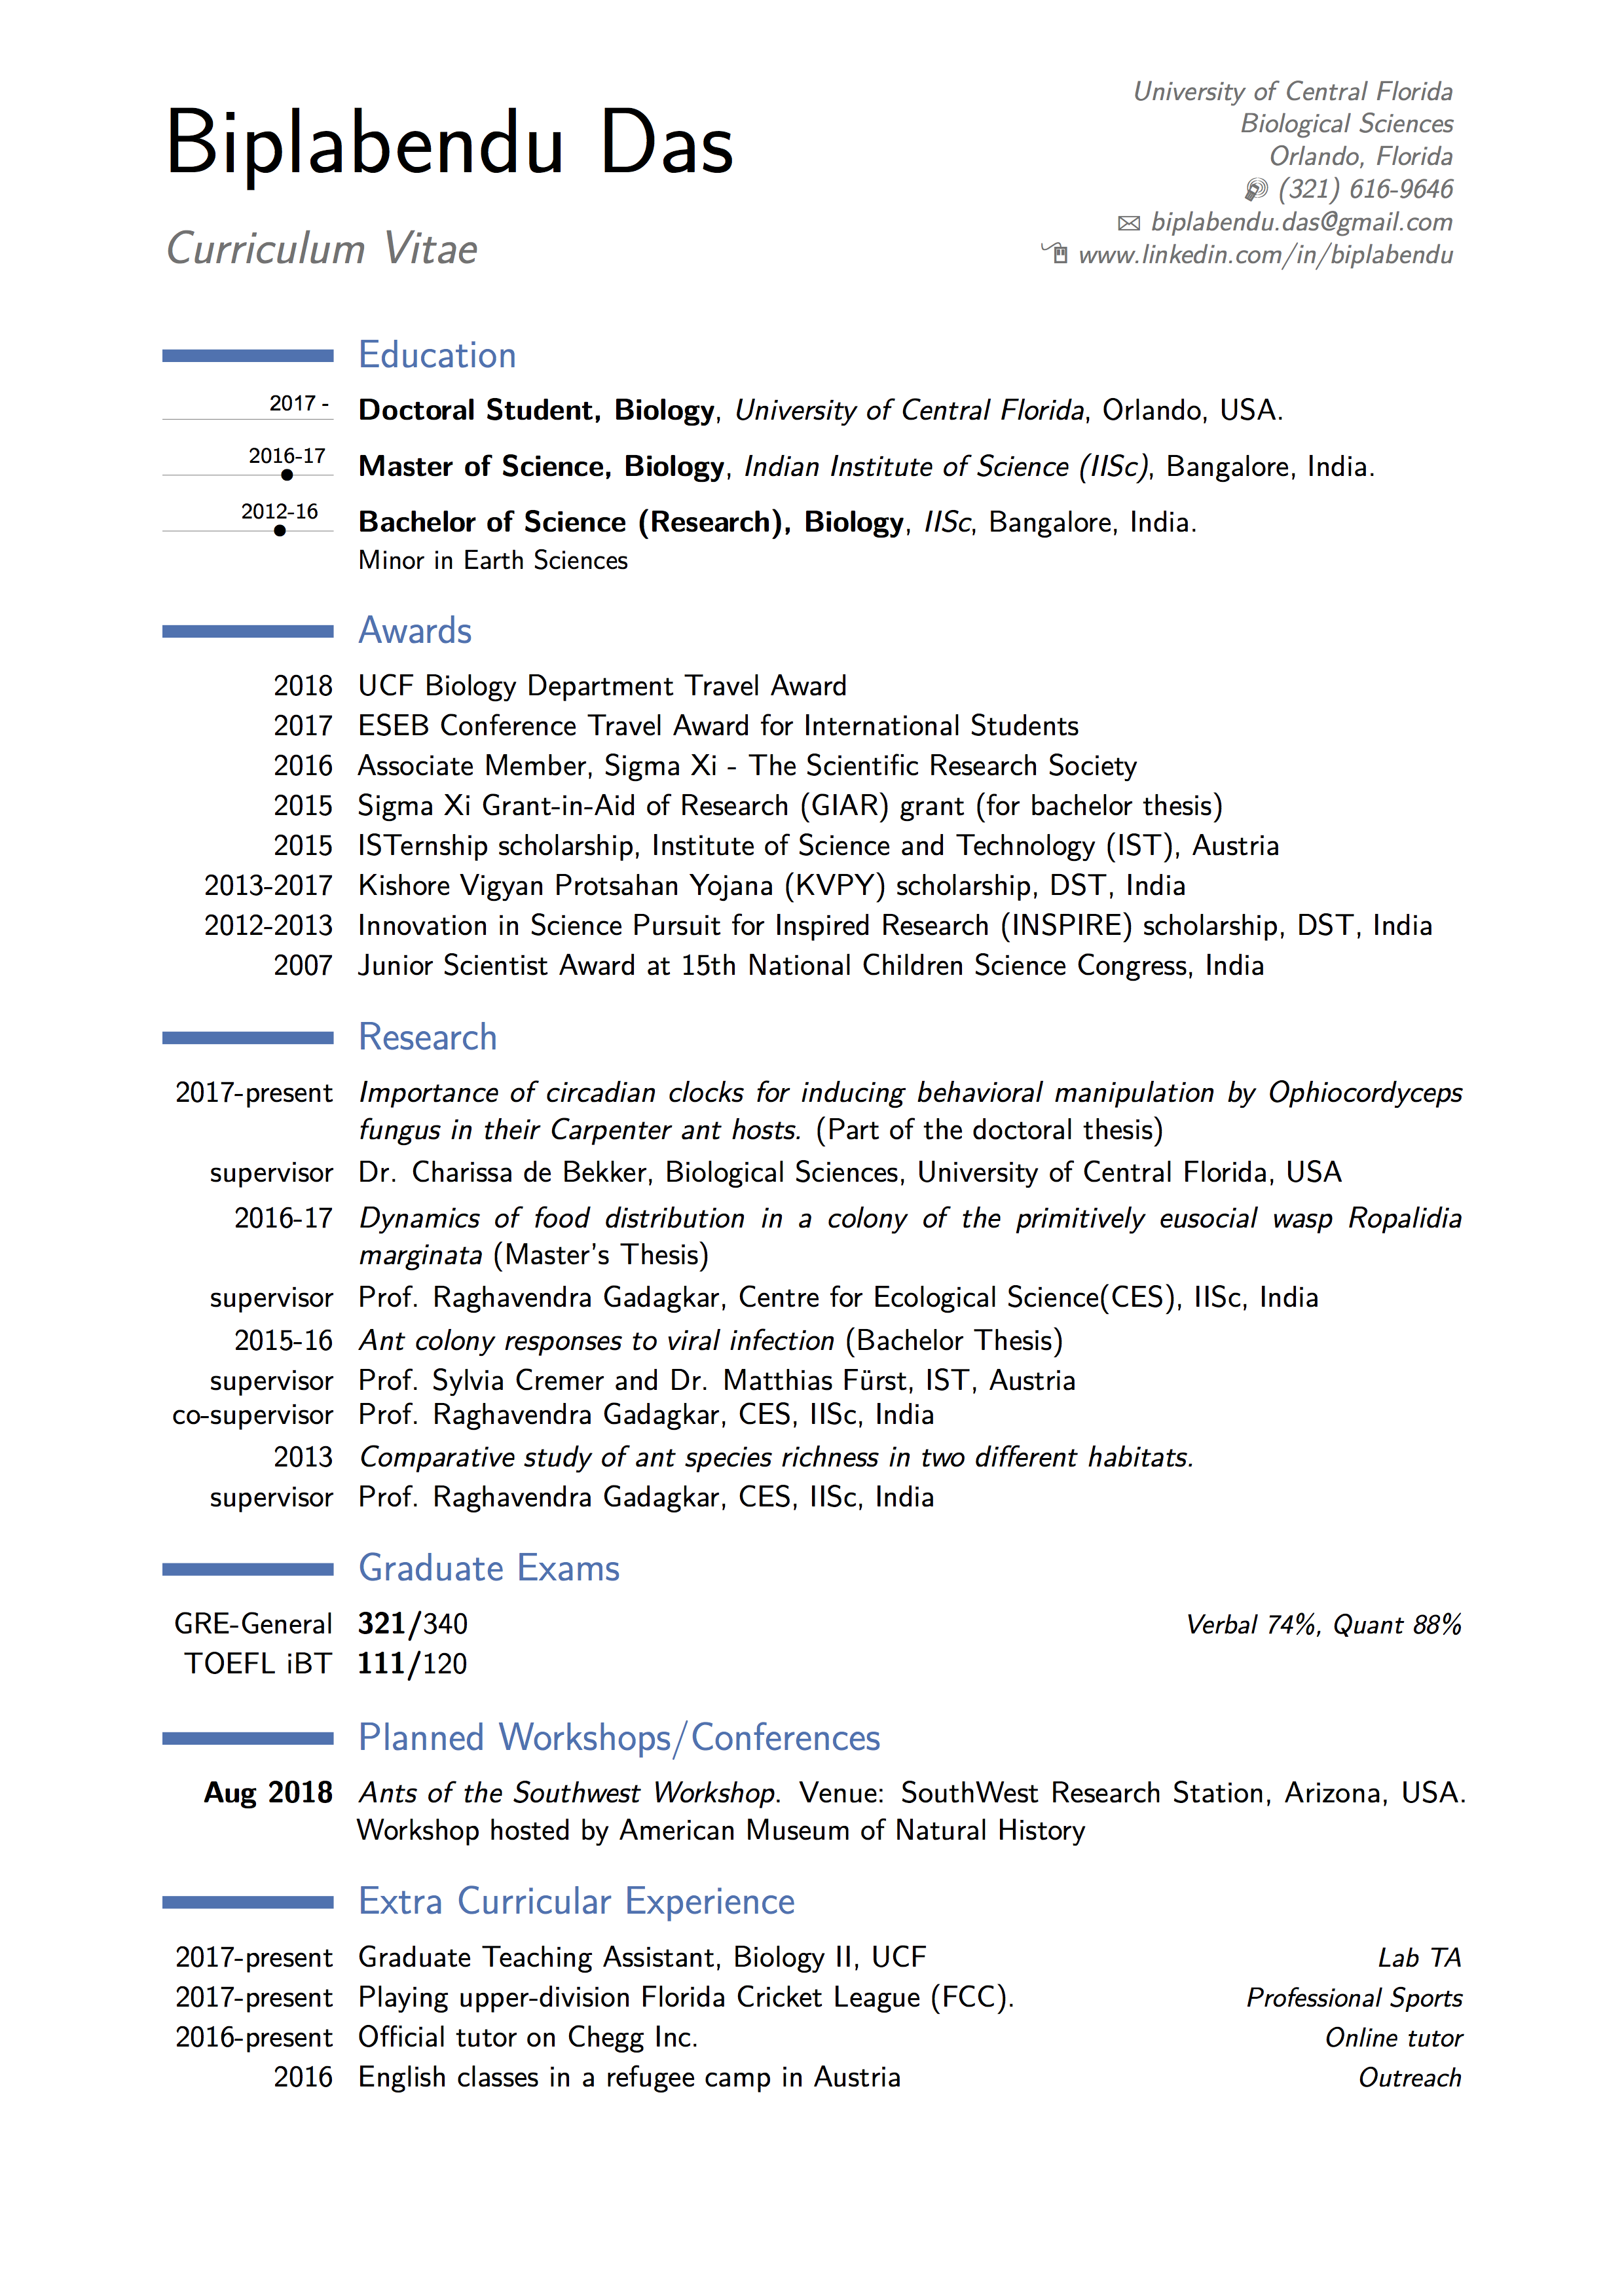 Biplabendu Das
Curriculum Vitae
University of Central Florida
Biological Sciences
Orlando, Florida
(321) 616-9646
biplabendu.das@gmail.com
www.linkedin.com/in/biplabendu
Education
2017 - Doctoral Student, Biology, University of Central Florida, Orlando, USA.
2016-17 Master of Science, Biology, Indian Institute of Science (IISc), Bangalore, India.
2012-16 Bachelor of Science (Research), Biology, IISc, Bangalore, India.
Minor in Earth Sciences
Awards
2018 UCF Biology Department Travel Award
2017 ESEB Conference Travel Award for International Students
2016 Associate Member, Sigma Xi - The Scientific Research Society
2015 Sigma Xi Grant-in-Aid of Research (GIAR) grant (for bachelor thesis)
2015 ISTernship scholarship, Institute of Science and Technology (IST), Austria
2013-2017 Kishore Vigyan Protsahan Yojana (KVPY) scholarship, DST, India
2012-2013 Innovation in Science Pursuit for Inspired Research (INSPIRE) scholarship, DST, India
2007 Junior Scientist Award at 15th National Children Science Congress, India
Research
2017-present Importance of circadian clocks for inducing behavioral manipulation by Ophiocordyceps
fungus in their Carpenter ant hosts. (Part of the doctoral thesis)
supervisor Dr. Charissa de Bekker, Biological Sciences, University of Central Florida, USA
2016-17 Dynamics of food distribution in a colony of the primitively eusocial wasp Ropalidia
marginata (Master's Thesis)
supervisor Prof. Raghavendra Gadagkar, Centre for Ecological Science(CES), IISc, India
2015-16 Ant colony responses to viral infection (Bachelor Thesis)
supervisor Prof. Sylvia Cremer and Dr. Matthias Fürst, IST, Austria
co-supervisor Prof. Raghavendra Gadagkar, CES, IISc, India
2013 Comparative study of ant species richness in two different habitats.
supervisor Prof. Raghavendra Gadagkar, CES, IISc, India
Graduate Exams
GRE-General 321/340 Verbal 74%, Quant 88%
TOEFL iBT 111/120
Planned Workshops/Conferences
Aug 2018 Ants of the Southwest Workshop. Venue: SouthWest Research Station, Arizona, USA.
Workshop hosted by American Museum of Natural History
Extra Curricular Experience
2017-present Graduate Teaching Assistant, Biology II, UCF Lab TA
2017-present Playing upper-division Florida Cricket League (FCC). Professional Sports
2016-present Official tutor on Chegg Inc. Online tutor
2016 English classes in a refugee camp in Austria Outreach